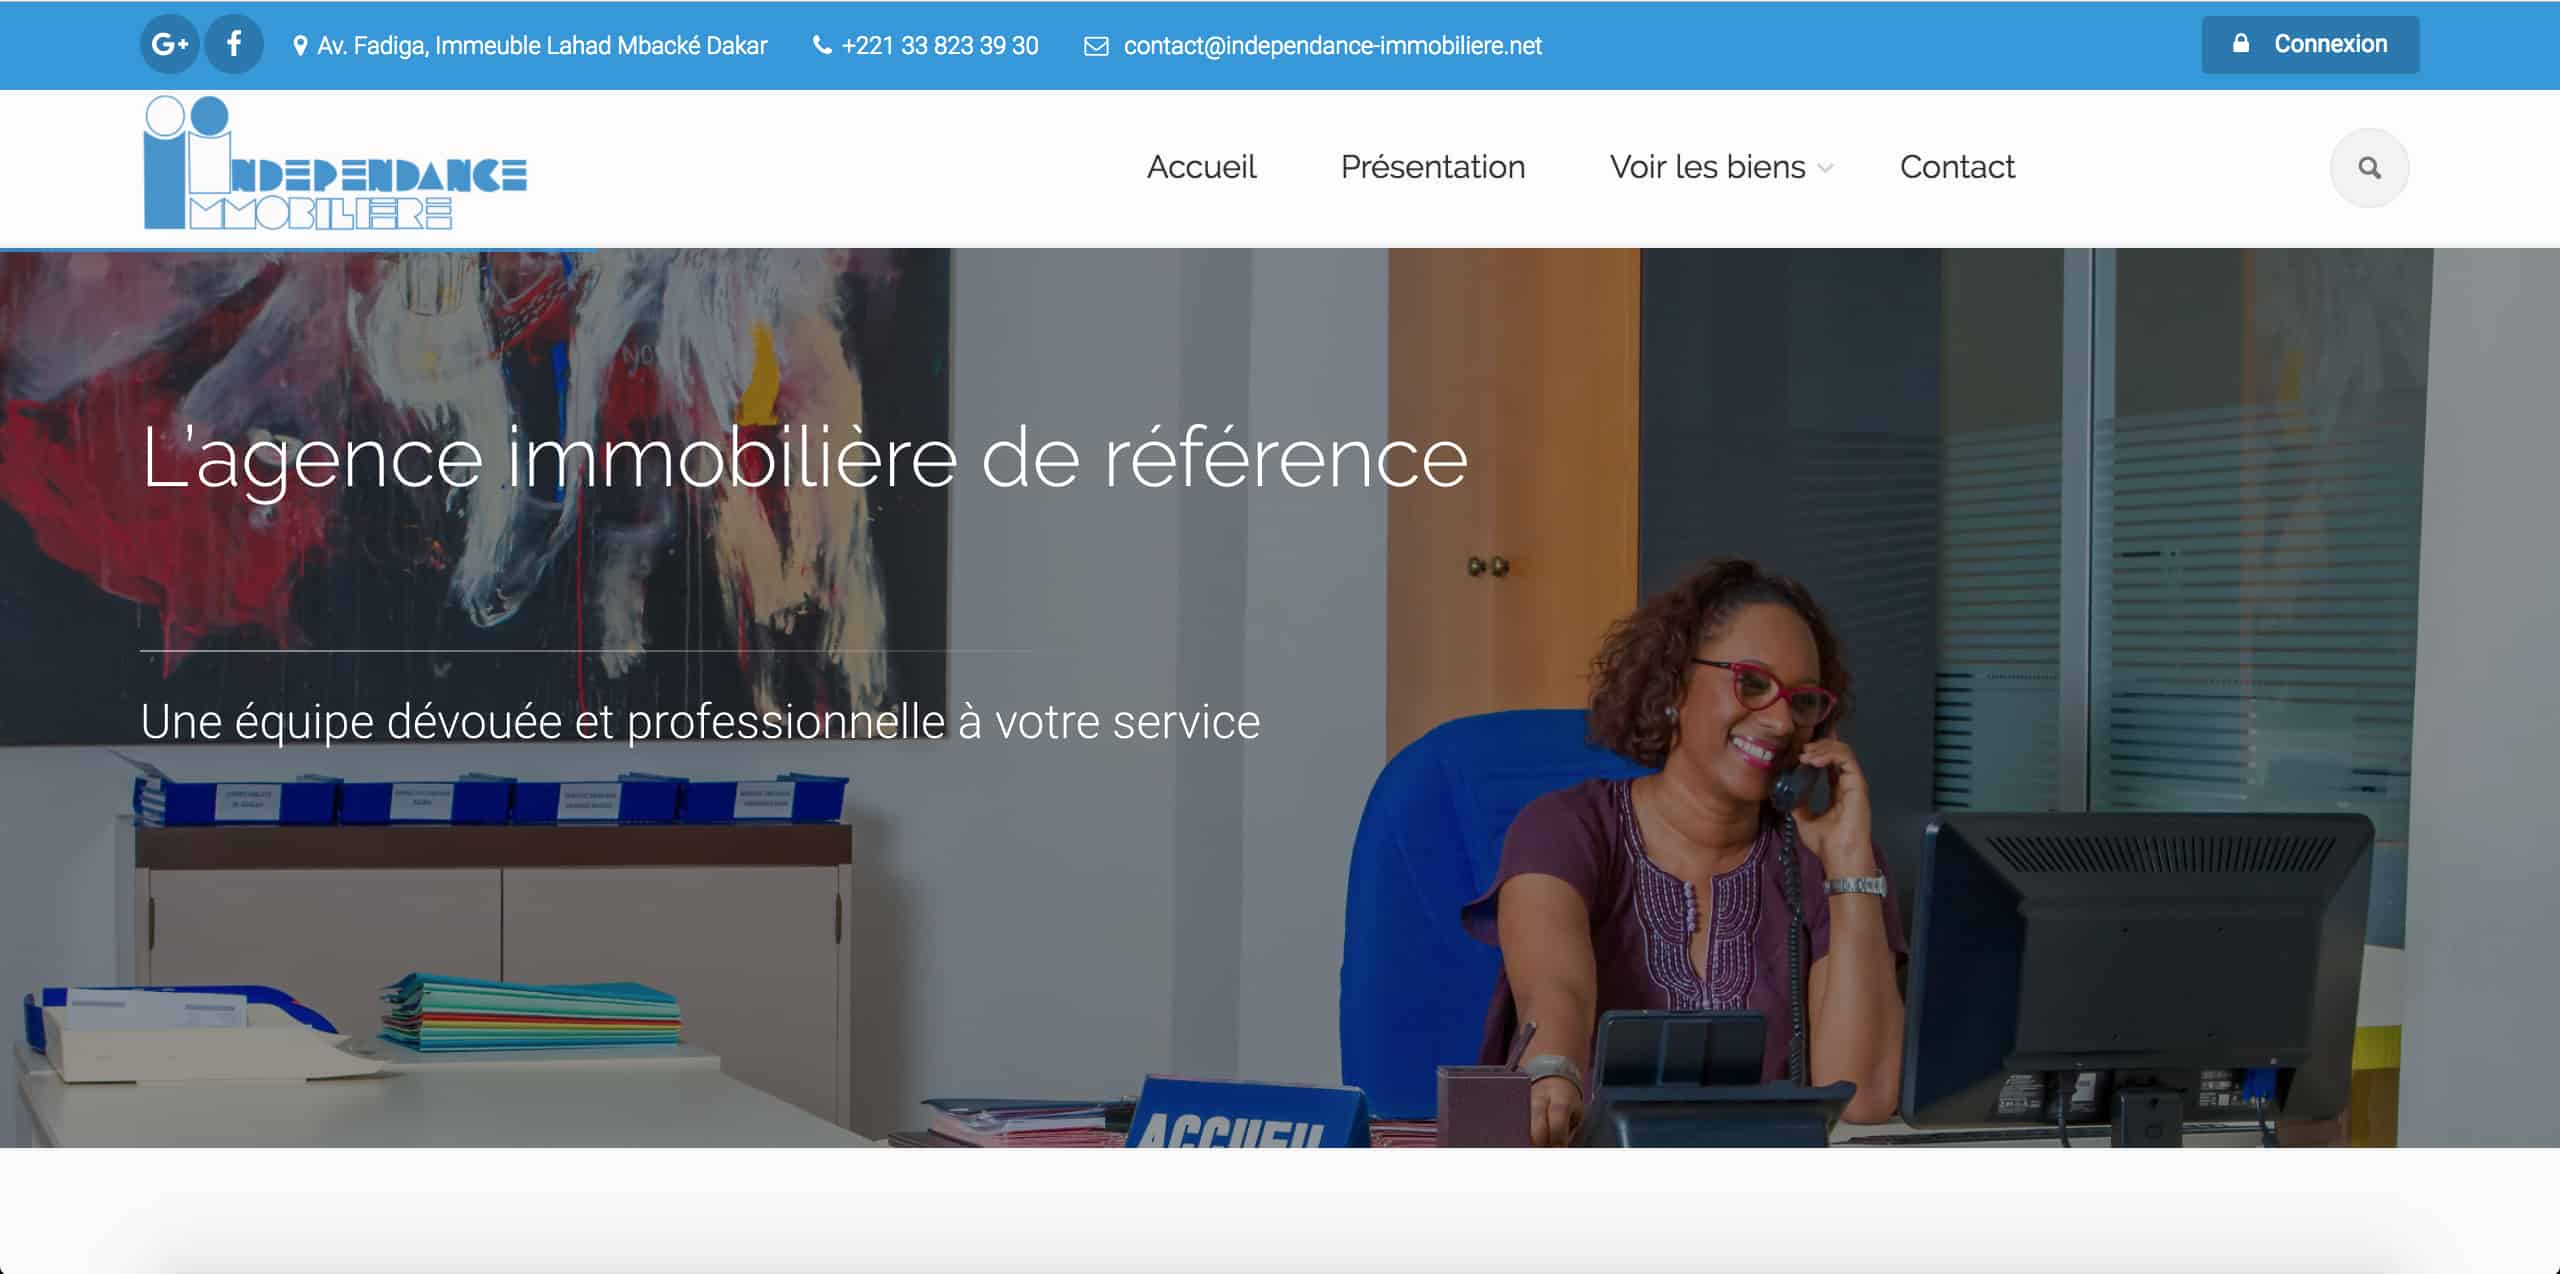 G+ f Av. Fadiga, Immeuble Lahad Mbacké Dakar +221 33 823 39 30 contact@independance-immobiliere.net Connexion
INDEPENDANCE
IMMOBILIERE
Accueil Présentation Voir les biens Contact
NO
L'agence immobilière de référence
Une équipe dévouée et professionnelle à votre service
ACCUEIL